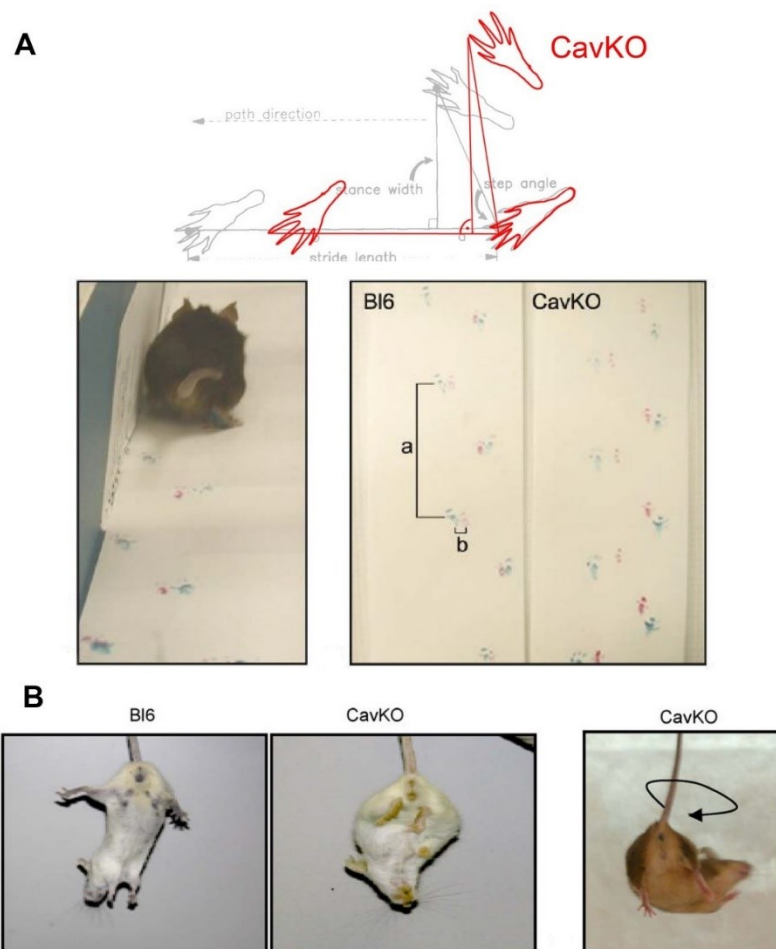 A
CavKO
path direction
stance width
step angle
stride length
Bl6
CavKO
a
b
B
Bl6
CavKO
CavKO